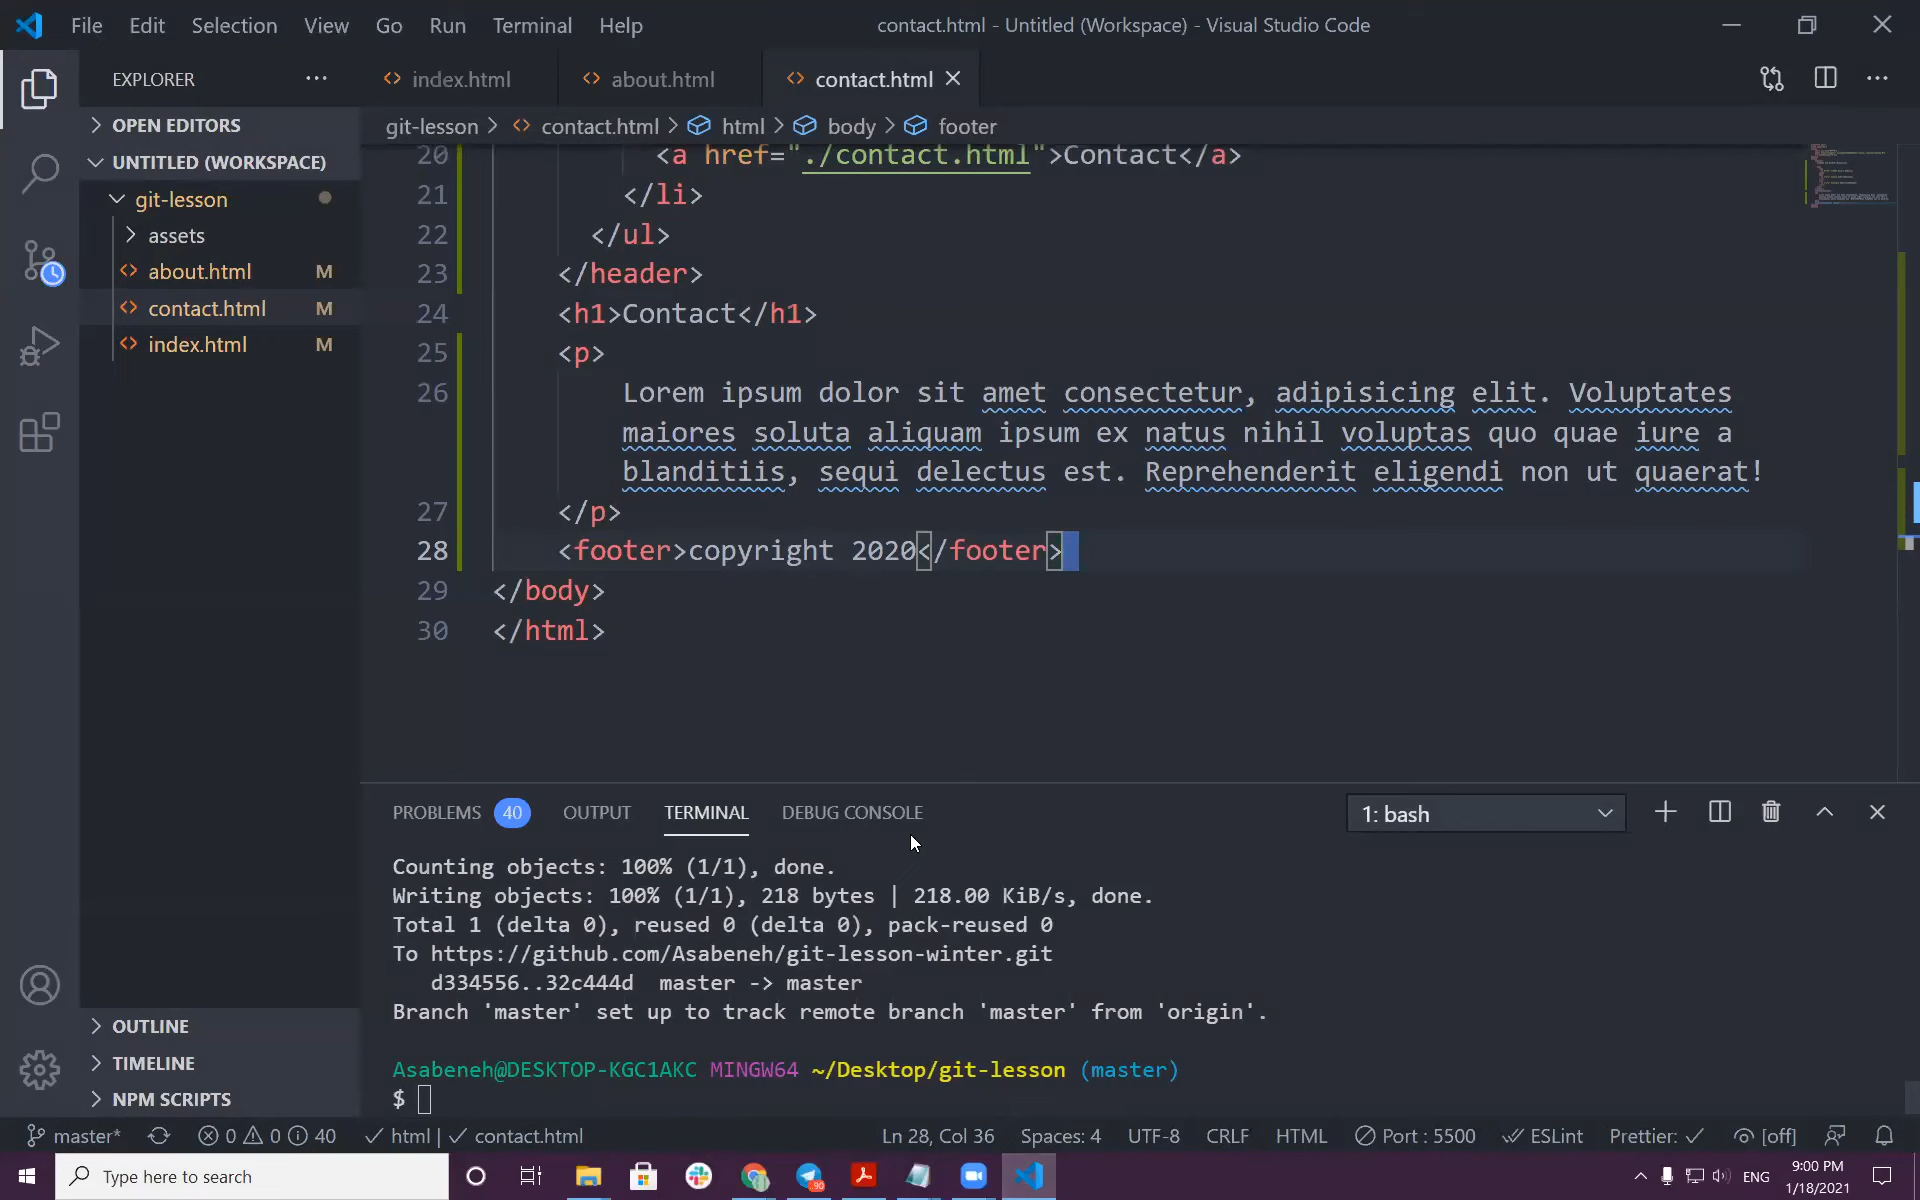 File Edit Selection View Go Run Terminal Help
contact.html - Untitled (Workspace) - Visual Studio Code
EXPLORER
index.html
about.html
contact.html
OPEN EDITORS
git-lesson > contact.html > html > body > footer
UNTITLED (WORKSPACE)
git-lesson
assets
about.html M
contact.html M
index.html M
20 <a href="./contact.html">Contact</a>
21 </li>
22 </ul>
23 </header>
24 <h1>Contact</h1>
25 <p>
26 Lorem ipsum dolor sit amet consectetur, adipisicing elit. Voluptates
maiores soluta aliquam ipsum ex natus nihil voluptas quo quae iure a
blanditiis, sequi delectus est. Reprehenderit eligendi non ut quaerat!
27 </p>
28 <footer>copyright 2020</footer>
29 </body>
30 </html>
PROBLEMS 40 OUTPUT TERMINAL DEBUG CONSOLE
1: bash
Counting objects: 100% (1/1), done.
Writing objects: 100% (1/1), 218 bytes | 218.00 KiB/s, done.
Total 1 (delta 0), reused 0 (delta 0), pack-reused 0
To https://github.com/Asabeneh/git-lesson-winter.git
d334556..32c444d master -> master
Branch 'master' set up to track remote branch 'master' from 'origin'.
Asabeneh@DESKTOP-KGC1AKC MINGW64 ~/Desktop/git-lesson (master)
$
OUTLINE
TIMELINE
NPM SCRIPTS
master* 0 0 40 html | contact.html
Ln 28, Col 36 Spaces: 4 UTF-8 CRLF HTML Port : 5500 ESLint Prettier: [off]
Type here to search
90
ENG
9:00 PM
1/18/2021